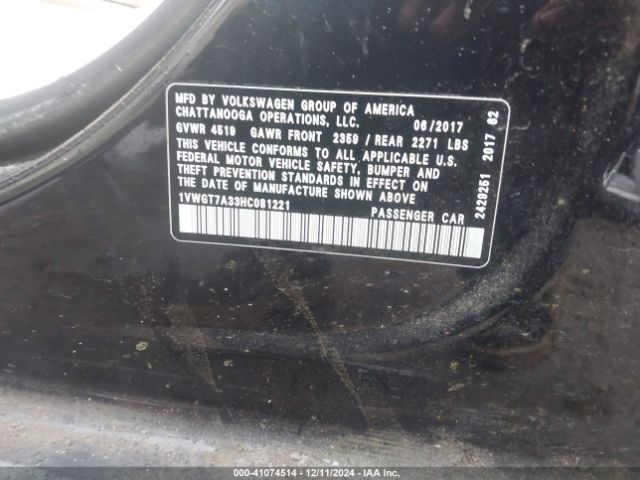 MFD BY VOLKSWAGEN GROUP OF AMERICA
CHATTANOOGA OPERATIONS, LLC. 06/2017
GVWR 4519 GAWR FRONT 2359 / REAR 2271 LBS
THIS VEHICLE CONFORMS TO ALL APPLICABLE U.S.
FEDERAL MOTOR VEHICLE SAFETY, BUMPER AND
THEFT PREVENTION STANDARDS IN EFFECT ON
THE DATE OF MANUFACTURE SHOWN ABOVE
1VWGT7A33HC081221 PASSENGER CAR
2429251 2017 02
000-41074514 - 12/11/2024 - IAA Inc.